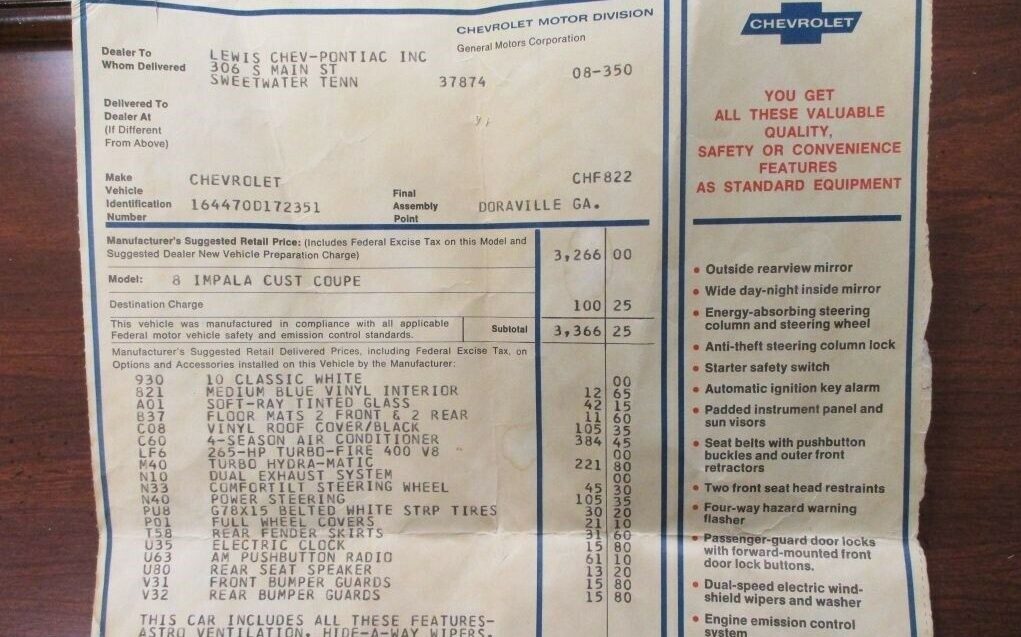 CHEVROLET MOTOR DIVISION
General Motors Corporation
Dealer To
Whom Delivered
LEWIS CHEV-PONTIAC INC
306 S MAIN ST
SWEETWATER TENN 37874
08-350
Delivered To
Dealer At
(If Different
From Above)
Make
CHEVROLET
CHF822
Vehicle
Identification
Number
164470D172351
Final
Assembly
Point
DORAVILLE GA.
Manufacturer's Suggested Retail Price: (Includes Federal Excise Tax on this Model and
Suggested Dealer New Vehicle Preparation Charge) 3,266 00
Model: 8 IMPALA CUST COUPE
Destination Charge 100 25
This vehicle was manufactured in compliance with all applicable
Federal motor vehicle safety and emission control standards. Subtotal 3,366 25
Manufacturer's Suggested Retail Delivered Prices, including Federal Excise Tax, on
Options and Accessories installed on this Vehicle by the Manufacturer:
930 10 CLASSIC WHITE 00
821 MEDIUM BLUE VINYL INTERIOR 12 65
A01 SOFT-RAY TINTED GLASS 42 15
B37 FLOOR MATS 2 FRONT & 2 REAR 11 60
C08 VINYL ROOF COVER/BLACK 105 35
C60 4-SEASON AIR CONDITIONER 384 45
LF6 265-HP TURBO-FIRE 400 V8 00
M40 TURBO HYDRA-MATIC 221 80
N10 DUAL EXHAUST SYSTEM 00
N33 COMFORTILT STEERING WHEEL 45 30
N40 POWER STEERING 105 35
PU8 G78X15 BELTED WHITE STRP TIRES 30 20
P01 FULL WHEEL COVERS 21 10
T58 REAR FENDER SKIRTS 31 60
U35 ELECTRIC CLOCK 15 80
U63 AM PUSHBUTTON RADIO 61 10
U80 REAR SEAT SPEAKER 13 20
V31 FRONT BUMPER GUARDS 15 80
V32 REAR BUMPER GUARDS 15 80
THIS CAR INCLUDES ALL THESE FEATURES-
ASTRO VENTILATION, HIDE-A-WAY WIPERS,
CHEVROLET
YOU GET
ALL THESE VALUABLE
QUALITY,
SAFETY OR CONVENIENCE
FEATURES
AS STANDARD EQUIPMENT
• Outside rearview mirror
• Wide day-night inside mirror
• Energy-absorbing steering
column and steering wheel
• Anti-theft steering column lock
• Starter safety switch
• Automatic ignition key alarm
• Padded instrument panel and
sun visors
• Seat belts with pushbutton
buckles and outer front
retractors
• Two front seat head restraints
• Four-way hazard warning
flasher
• Passenger-guard door locks
with forward-mounted front
door lock buttons.
• Dual-speed electric wind-
shield wipers and washer
• Engine emission control
system